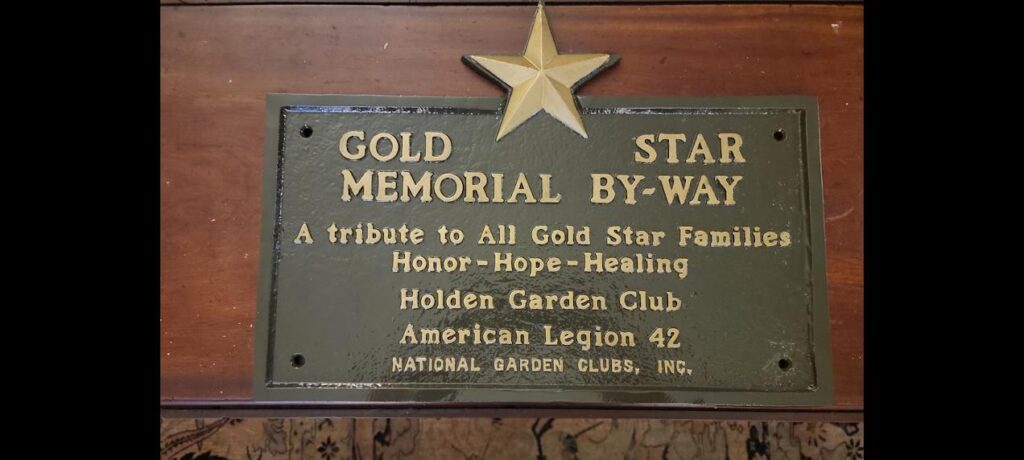 GOLD STAR
MEMORIAL BY-WAY
A tribute to All Gold Star Families
Honor-Hope-Healing
Holden Garden Club
American Legion 42
NATIONAL GARDEN CLUBS, INC.